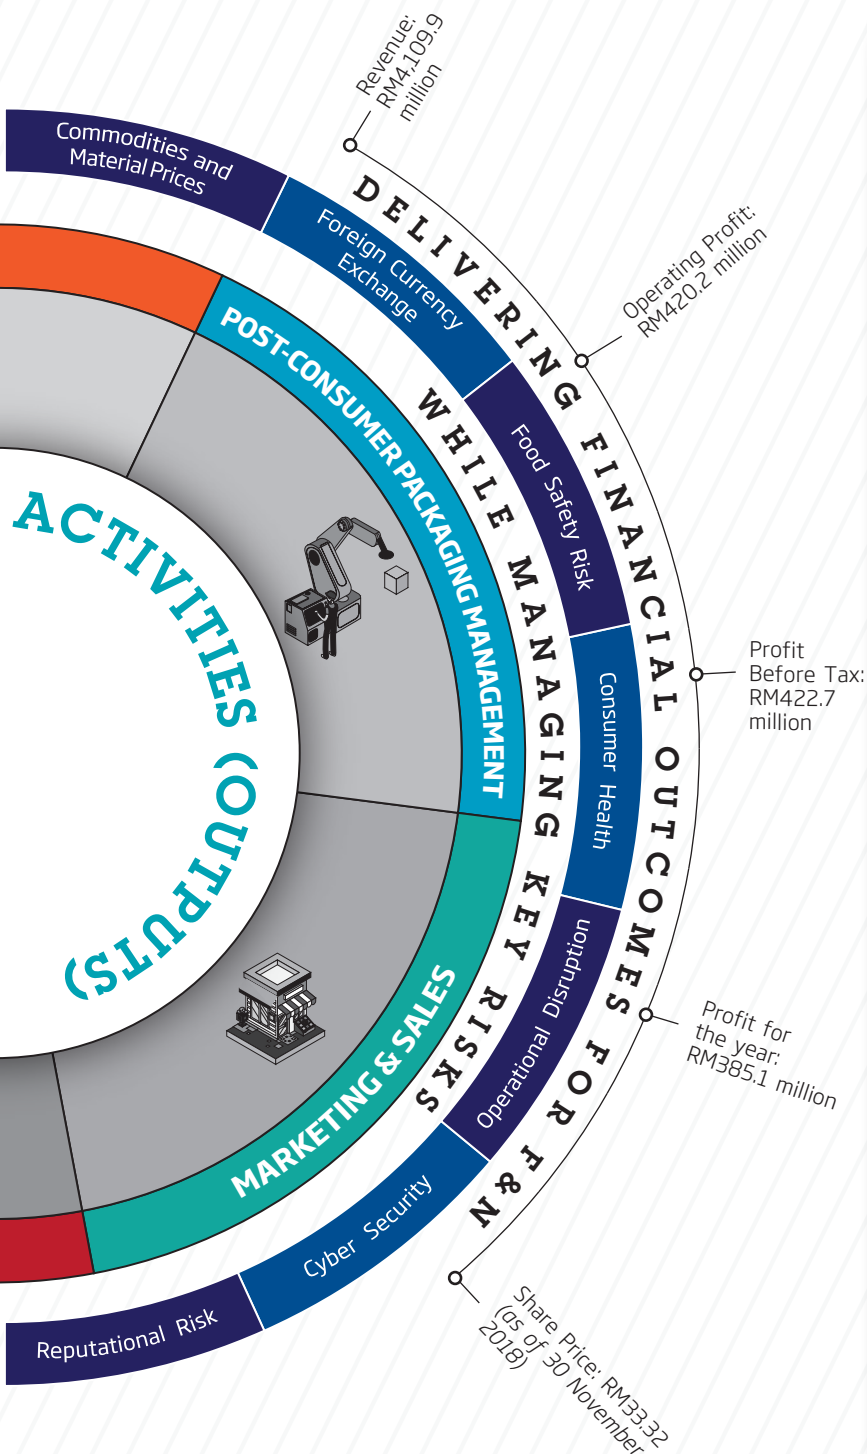 Revenue:
RM4,109.9
million
Commodities and
Material Prices
DELIVERING FINANCIAL OUTCOMES FOR F&N
Foreign Currency
Exchange
Operating Profit:
RM420.2 million
POST-CONSUMER PACKAGING MANAGEMENT
WHILE MANAGING KEY RISKS
Food Safety Risk
ACTIVITIES (OUTPUTS)
Profit
Before Tax:
RM422.7
million
Consumer Health
Operational Disruption
Profit for
the year:
RM385.1 million
MARKETING & SALES
Cyber Security
Reputational Risk
Share Price: RM33.32
(as of 30 November
2018)